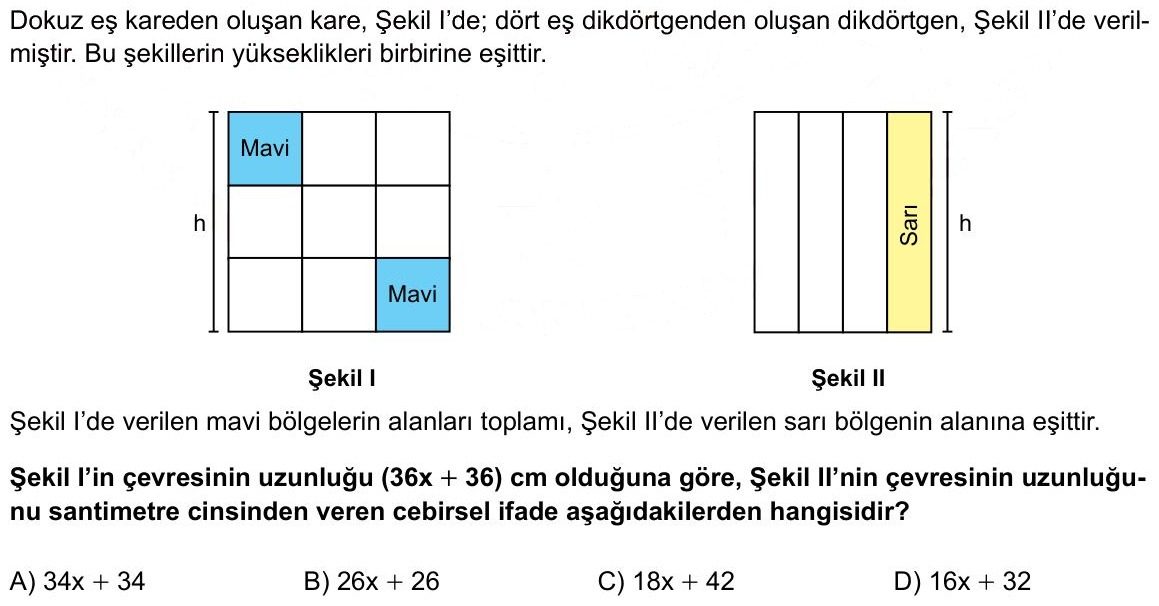 Dokuz eş kareden oluşan kare, Şekil I’de; dört eş dikdörtgenden oluşan dikdörtgen, Şekil II’de veril-
miştir. Bu şekillerin yükseklikleri birbirine eşittir.
Mavi
h
Mavi
Sarı
h
Şekil I
Şekil II
Şekil I’de verilen mavi bölgelerin alanları toplamı, Şekil II’de verilen sarı bölgenin alanına eşittir.
Şekil I’in çevresinin uzunluğu (36x + 36) cm olduğuna göre, Şekil II’nin çevresinin uzunluğu-
nu santimetre cinsinden veren cebirsel ifade aşağıdakilerden hangisidir?
A) 34x + 34 B) 26x + 26 C) 18x + 42 D) 16x + 32